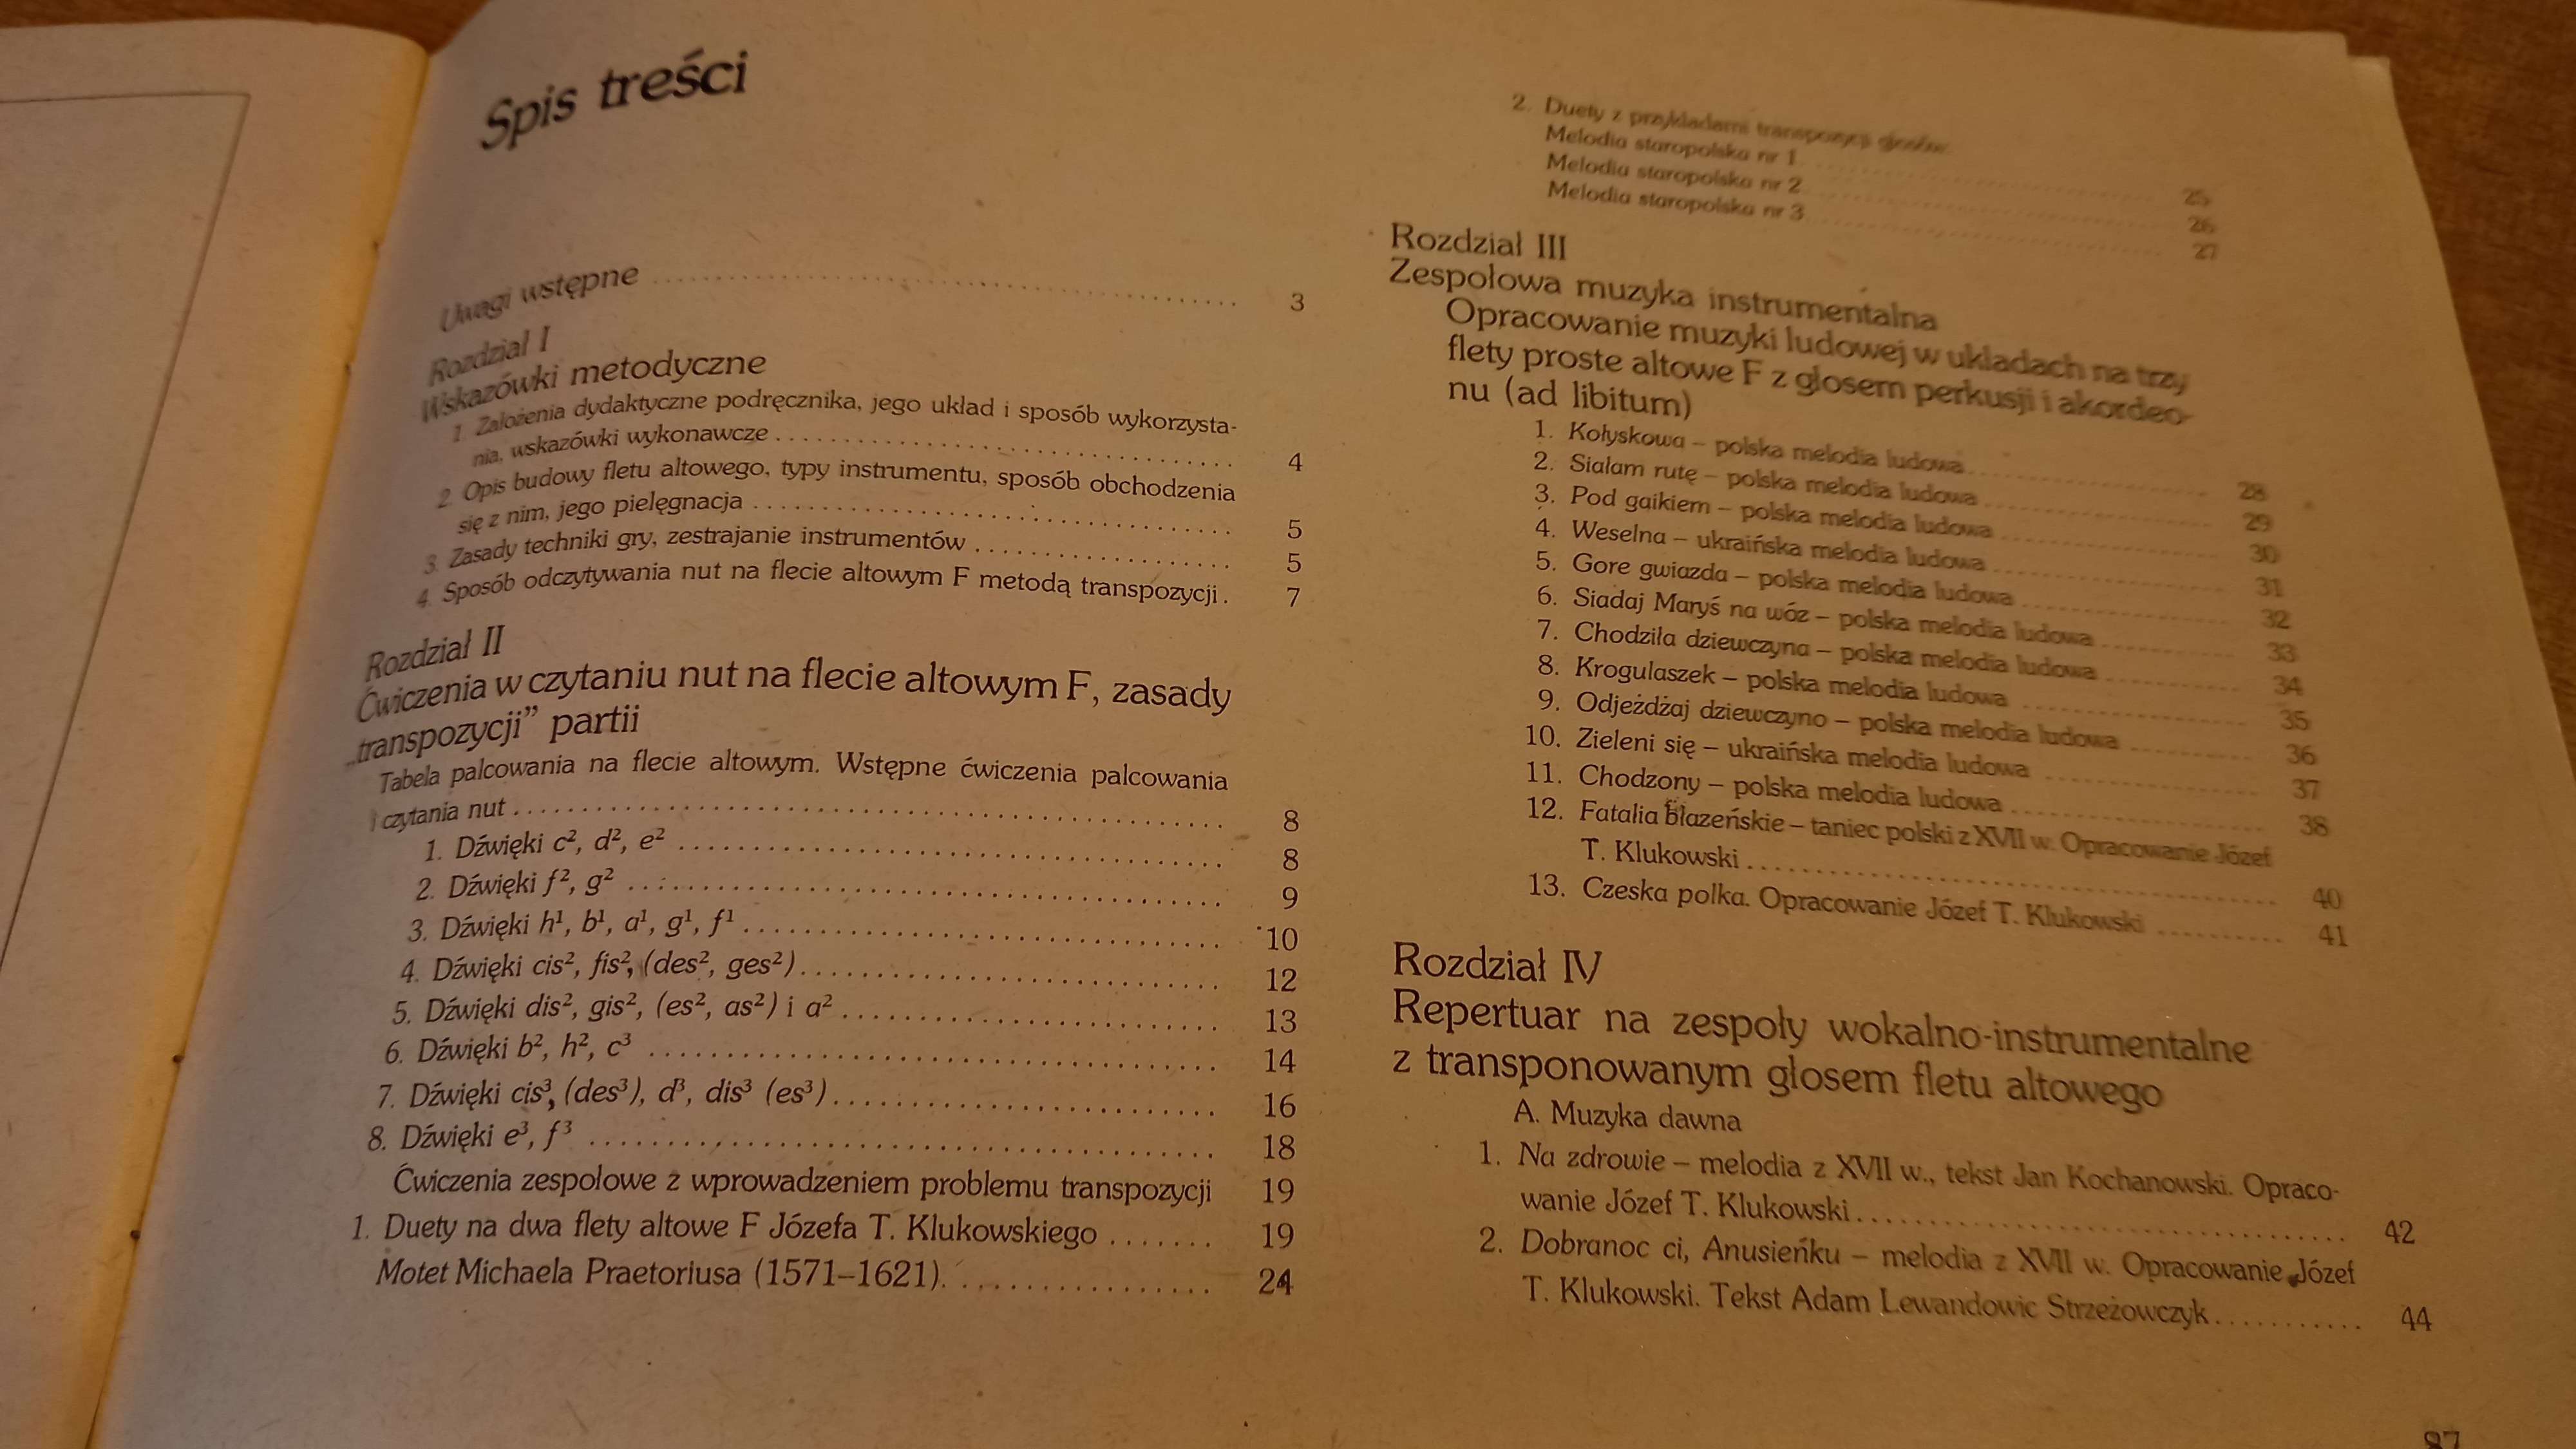 Spis treści
Uwagi wstępne . . . . . . . . . . 3
Rozdział I
Wskazówki metodyczne
1. Założenia dydaktyczne podręcznika, jego układ i sposób wykorzysta-
nia, wskazówki wykonawcze . . . . . . . . . . 4
2. Opis budowy fletu altowego, typy instrumentu, sposób obchodzenia
się z nim, jego pielęgnacja . . . . . . . . . . 5
3. Zasady techniki gry, zestrajanie instrumentów . . . . . . . . . . 5
4. Sposób odczytywania nut na flecie altowym F metodą transpozycji . 7
Rozdział II
Ćwiczenia w czytaniu nut na flecie altowym F, zasady
„transpozycji” partii
Tabela palcowania na flecie altowym. Wstępne ćwiczenia palcowania
i czytania nut . . . . . . . . . . 8
1. Dźwięki c², d², e² . . . . . . . . . . 8
2. Dźwięki f², g² . . . . . . . . . . 9
3. Dźwięki h¹, b¹, a¹, g¹, f¹ . . . . . . . . . . 10
4. Dźwięki cis², fis², (des², ges²) . . . . . . . . . . 12
5. Dźwięki dis², gis², (es², as²) i a² . . . . . . . . . . 13
6. Dźwięki b², h², c³ . . . . . . . . . . 14
7. Dźwięki cis³, (des³), d³, dis³ (es³) . . . . . . . . . . 16
8. Dźwięki e³, f³ . . . . . . . . . . 18
Ćwiczenia zespołowe z wprowadzeniem problemu transpozycji 19
1. Duety na dwa flety altowe F Józefa T. Klukowskiego . . . . . . . 19
Motet Michaela Praetoriusa (1571–1621) . . . . . . . . . . 24
2. Duety z przykładami transpozycji głosów
Melodia staropolska nr 1 . . . . . . . . . . 25
Melodia staropolska nr 2 . . . . . . . . . . 26
Melodia staropolska nr 3 . . . . . . . . . . 27
Rozdział III
Zespołowa muzyka instrumentalna
Opracowanie muzyki ludowej w układach na trzy
flety proste altowe F z głosem perkusji i akordeo-
nu (ad libitum)
1. Kołyskowa – polska melodia ludowa . . . . . . . . . . 28
2. Siałam rutę – polska melodia ludowa . . . . . . . . . . 29
3. Pod gaikiem – polska melodia ludowa . . . . . . . . . . 30
4. Weselna – ukraińska melodia ludowa . . . . . . . . . . 31
5. Gore gwiazda – polska melodia ludowa . . . . . . . . . . 32
6. Siadaj Maryś na wóz – polska melodia ludowa . . . . . . . . . . 33
7. Chodziła dziewczyna – polska melodia ludowa . . . . . . . . . . 34
8. Krogulaszek – polska melodia ludowa . . . . . . . . . . 35
9. Odjeżdżaj dziewczyno – polska melodia ludowa . . . . . . . . . . 36
10. Zieleni się – ukraińska melodia ludowa . . . . . . . . . . 37
11. Chodzony – polska melodia ludowa . . . . . . . . . . 38
12. Fatalia błazeńskie – taniec polski z XVII w. Opracowanie Józef
T. Klukowski . . . . . . . . . . 40
13. Czeska polka. Opracowanie Józef T. Klukowski . . . . . . . . . . 41
Rozdział IV
Repertuar na zespoły wokalno-instrumentalne
z transponowanym głosem fletu altowego
A. Muzyka dawna
1. Na zdrowie – melodia z XVII w., tekst Jan Kochanowski. Opraco-
wanie Józef T. Klukowski . . . . . . . . . . 42
2. Dobranoc ci, Anusieńku – melodia z XVII w. Opracowanie Józef
T. Klukowski. Tekst Adam Lewandowic Strzeżowczyk . . . . . . . . . . 44
87